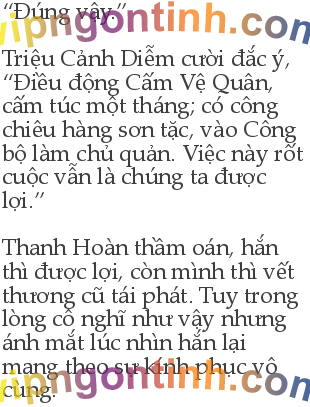 “Đúng vậy.”
vipngontinh.com
Triệu Cảnh Diễm cười đắc ý,
“Điều động Cấm Vệ Quân,
cấm túc một tháng; có công
chiêu hàng sơn tặc, vào Công
bộ làm chủ quản. Việc này rốt
cuộc vẫn là chúng ta được
lợi.”
Thanh Hoàn thầm oán, hắn
thì được lợi, còn mình thì vết
thương cũ tái phát. Tuy trong
lòng cô nghĩ như vậy nhưng
ánh mắt lúc nhìn hắn lại
mang theo sự kính phục vô
cùng.
vipngontinh.com